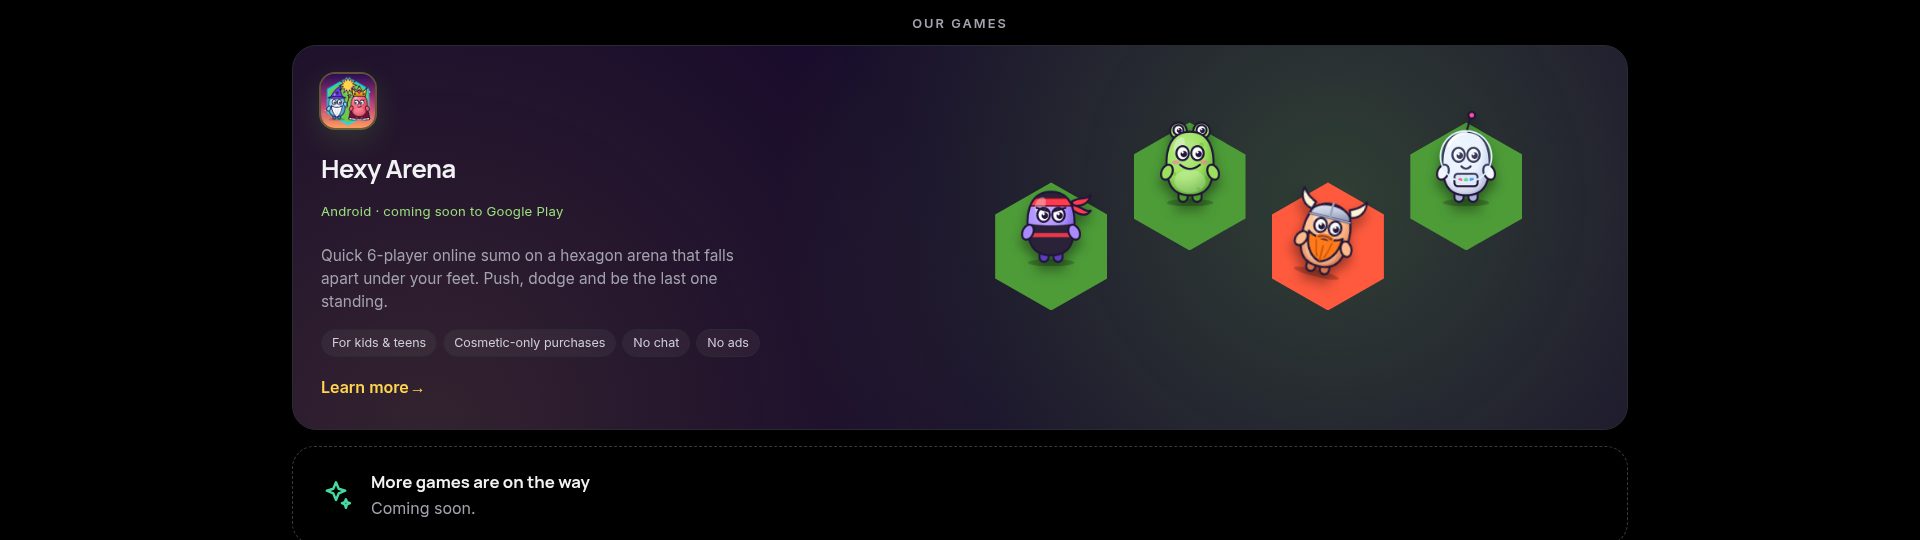 OUR GAMES
Hexy Arena
Android · coming soon to Google Play
Quick 6-player online sumo on a hexagon arena that falls
apart under your feet. Push, dodge and be the last one
standing.
For kids & teens
Cosmetic-only purchases
No chat
No ads
Learn more→
More games are on the way
Coming soon.